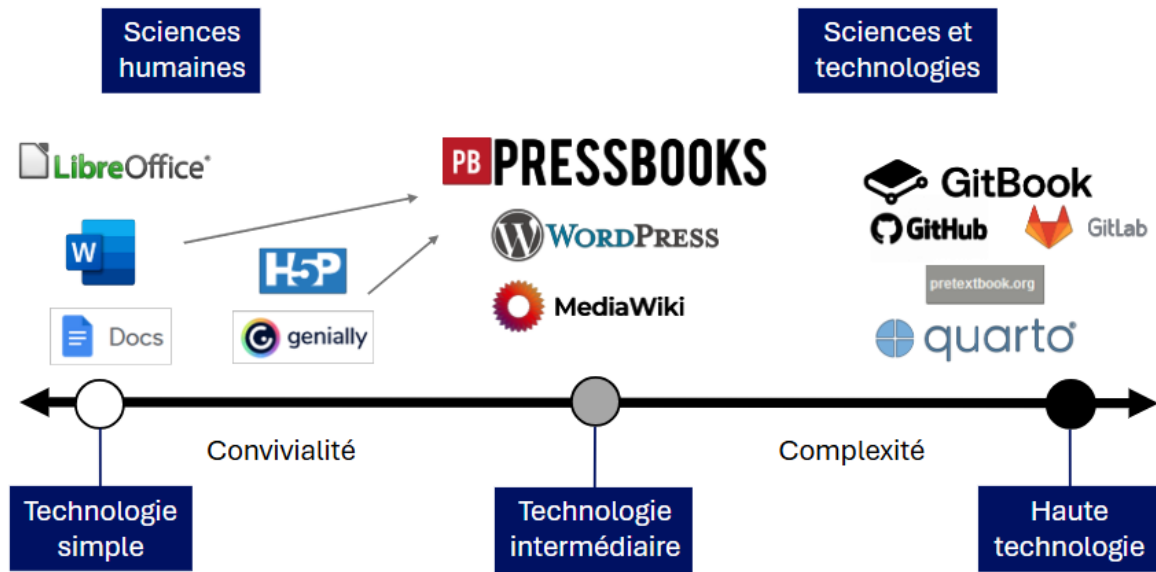 Sciences
humaines
Sciences et
technologies
LibreOffice
PB PRESSBOOKS
GitBook
W
H5P
WORDPRESS
GitHub
GitLab
pretextbook.org
Docs
genially
MediaWiki
quarto
Convivialité
Complexité
Technologie
simple
Technologie
intermédiaire
Haute
technologie